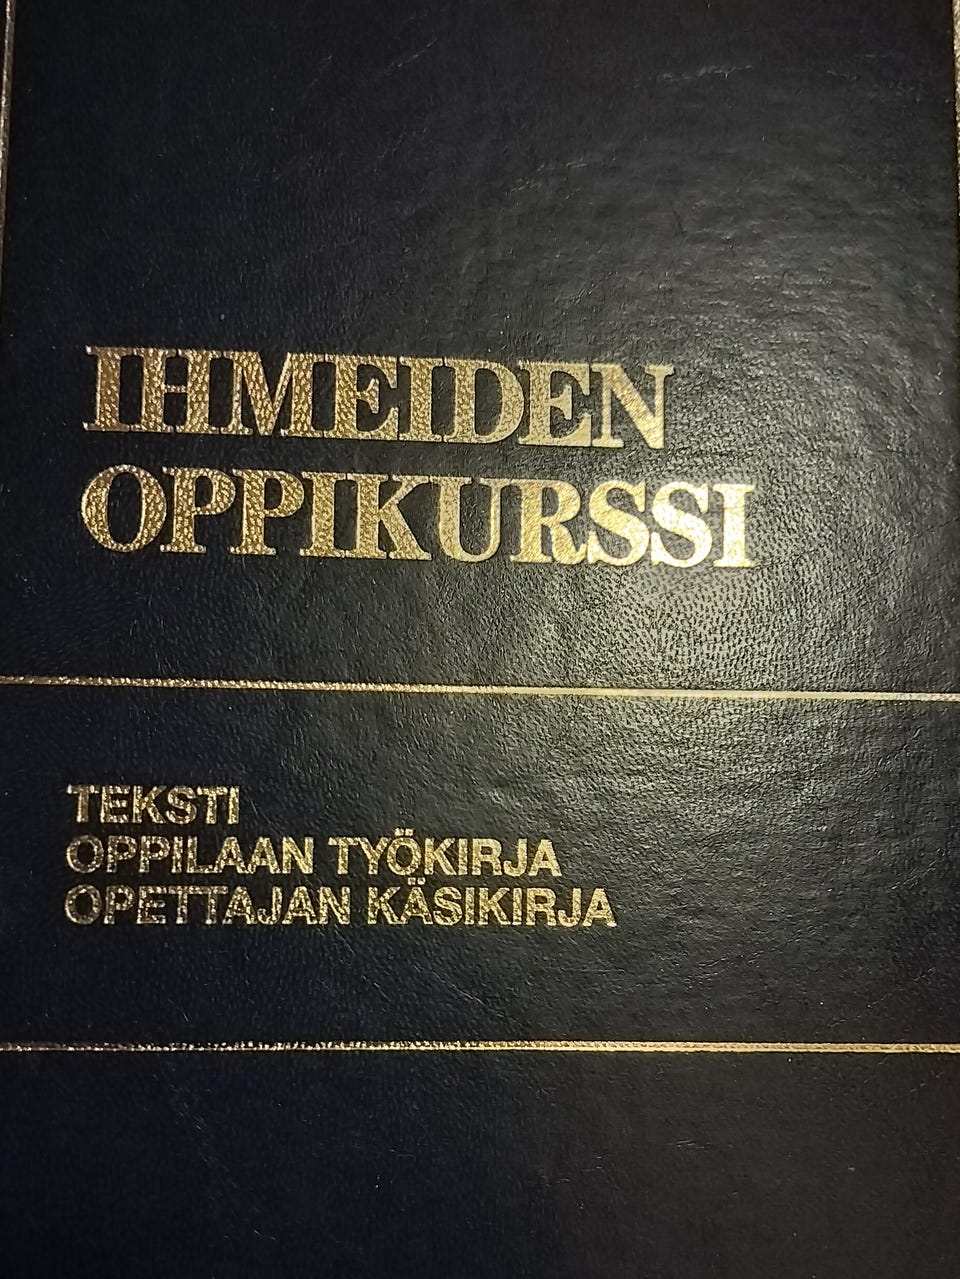 IHMEIDEN
OPPIKURSSI
TEKSTI
OPPILAAN TYÖKIRJA
OPETTAJAN KÄSIKIRJA